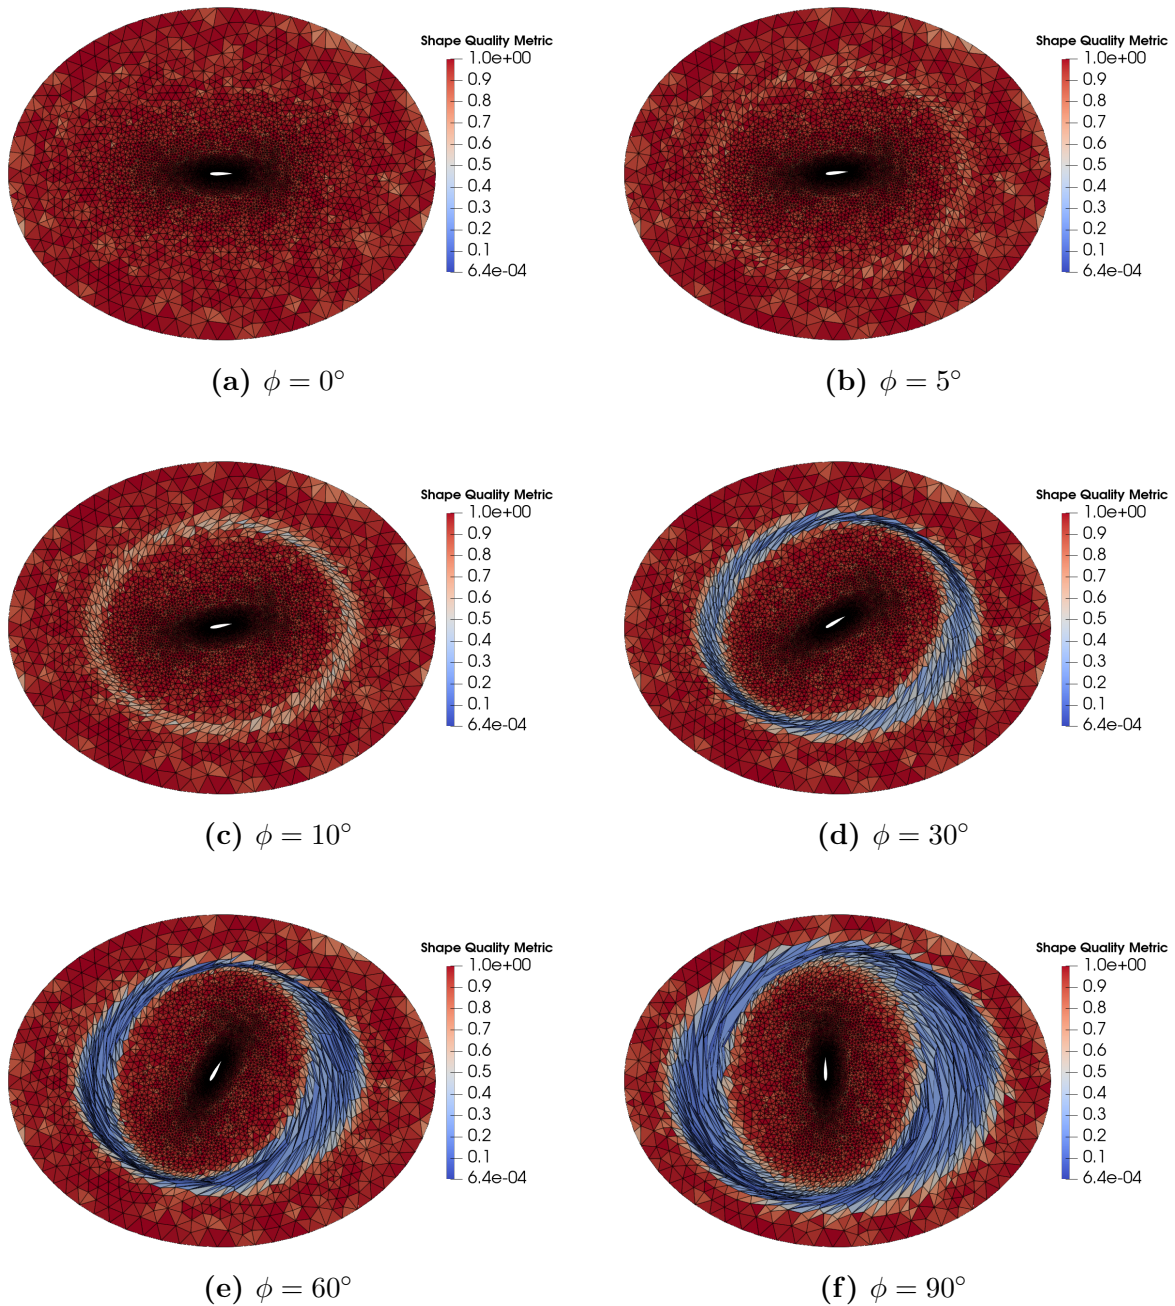 Shape Quality Metric
1.0e+00
0.9
0.8
0.7
0.6
0.5
0.4
0.3
0.2
0.1
6.4e-04
(a) ϕ = 0°
Shape Quality Metric
1.0e+00
0.9
0.8
0.7
0.6
0.5
0.4
0.3
0.2
0.1
6.4e-04
(b) ϕ = 5°
Shape Quality Metric
1.0e+00
0.9
0.8
0.7
0.6
0.5
0.4
0.3
0.2
0.1
6.4e-04
(c) ϕ = 10°
Shape Quality Metric
1.0e+00
0.9
0.8
0.7
0.6
0.5
0.4
0.3
0.2
0.1
6.4e-04
(d) ϕ = 30°
Shape Quality Metric
1.0e+00
0.9
0.8
0.7
0.6
0.5
0.4
0.3
0.2
0.1
6.4e-04
(e) ϕ = 60°
Shape Quality Metric
1.0e+00
0.9
0.8
0.7
0.6
0.5
0.4
0.3
0.2
0.1
6.4e-04
(f) ϕ = 90°